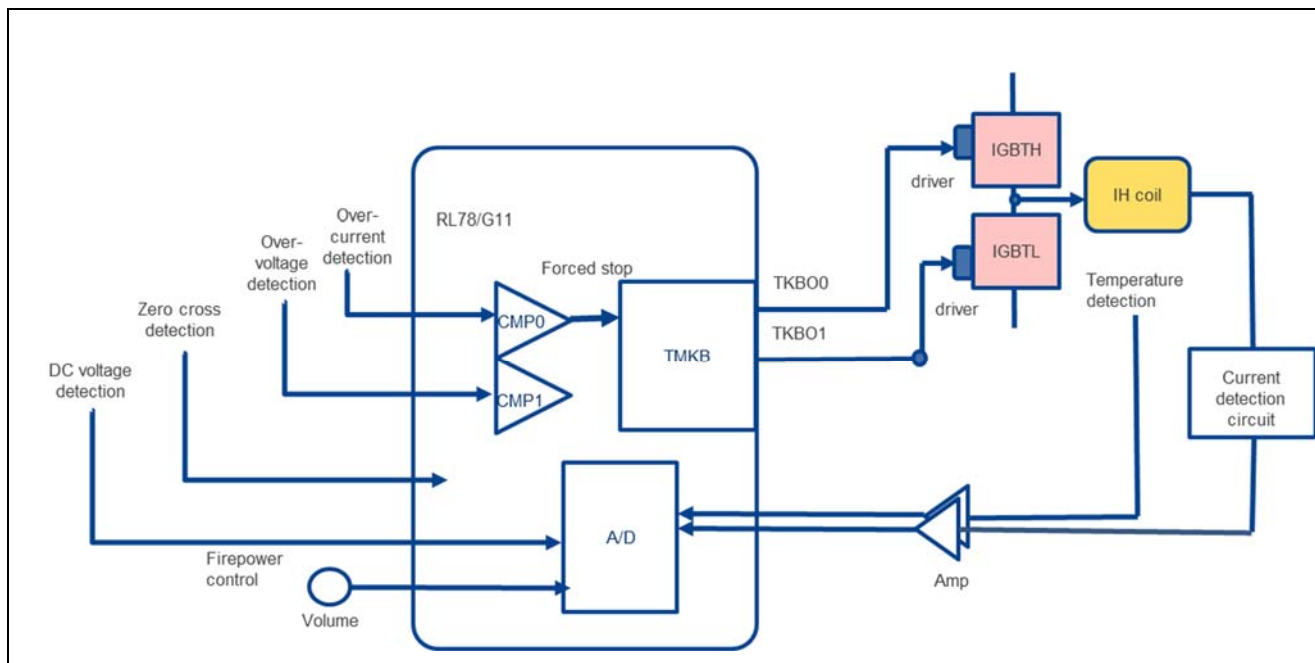 IGBTH
driver
IH coil
Over-
current
detection
RL78/G11
Over-
voltage
detection
IGBTL
Forced stop
TKBO0
Temperature
detection
Zero cross
detection
CMP0
driver
TKBO1
TMKB
DC voltage
detection
CMP1
Current
detection
circuit
A/D
Firepower
control
Amp
Volume